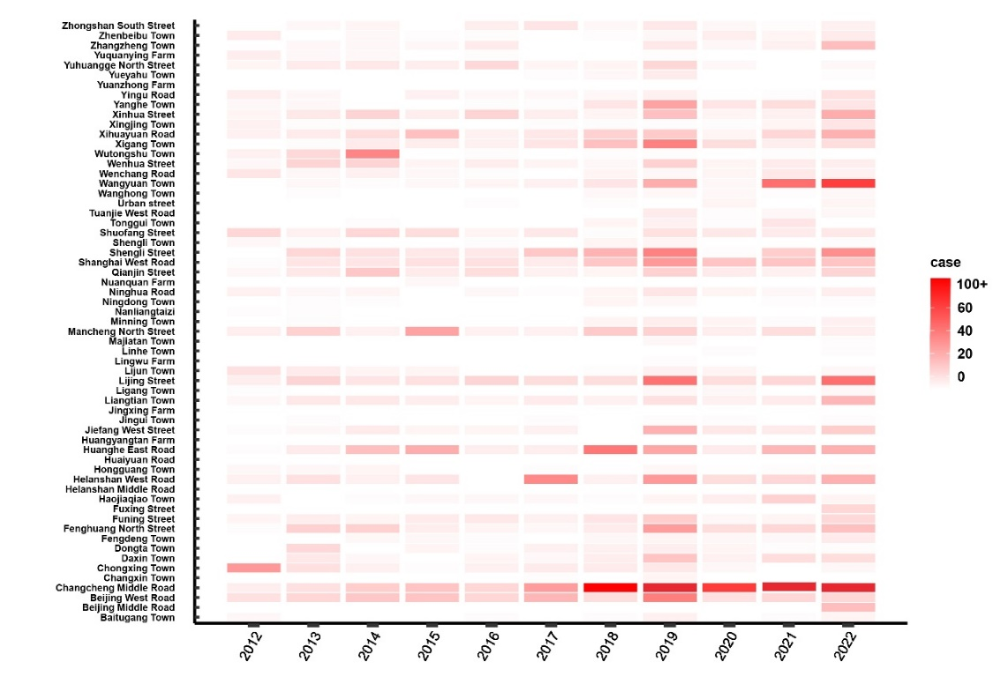 Zhongshan South Street
Zhenbeibu Town
Zhangzheng Town
Yuquanying Farm
Yuhuangge North Street
Yueyahu Town
Yuanzhong Farm
Yingu Road
Yanghe Town
Xinhua Street
Xingjing Town
Xihuayuan Road
Xigang Town
Wutongshu Town
Wenhua Street
Wenchang Road
Wangyuan Town
Wanghong Town
Urban street
Tuanjie West Road
Tonggui Town
Shuofang Street
Shengli Town
Shengli Street
Shanghai West Road
Qianjin Street
Nuanquan Farm
Ninghua Road
Ningdong Town
Nanliangtaizi
Minning Town
Mancheng North Street
Majiatan Town
Linhe Town
Lingwu Farm
Lijun Town
Lijing Street
Ligang Town
Liangtian Town
Jingxing Farm
Jingui Town
Jiefang West Street
Huangyangtan Farm
Huanghe East Road
Huaiyuan Road
Hongguang Town
Helanshan West Road
Helanshan Middle Road
Haojiaqiao Town
Fuxing Street
Funing Street
Fenghuang North Street
Fengdeng Town
Dongta Town
Daxin Town
Chongxing Town
Changxin Town
Changcheng Middle Road
Beijing West Road
Beijing Middle Road
Baitugang Town
2012
2013
2014
2015
2016
2017
2018
2019
2020
2021
2022
case
100+
60
40
20
0